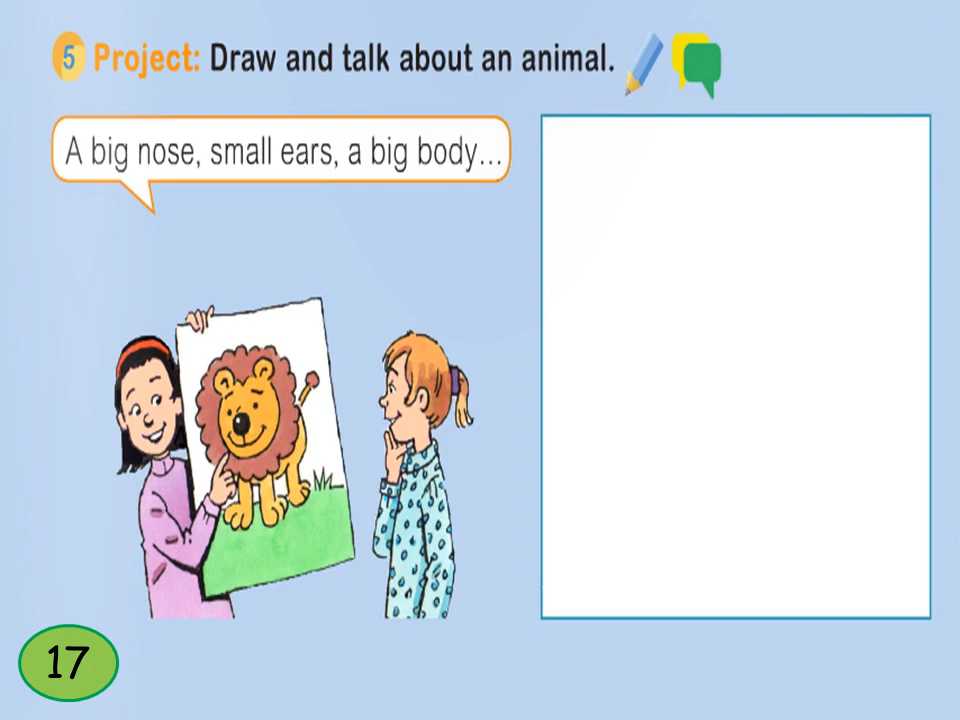 5 Project: Draw and talk about an animal.
A big nose, small ears, a big body...
17